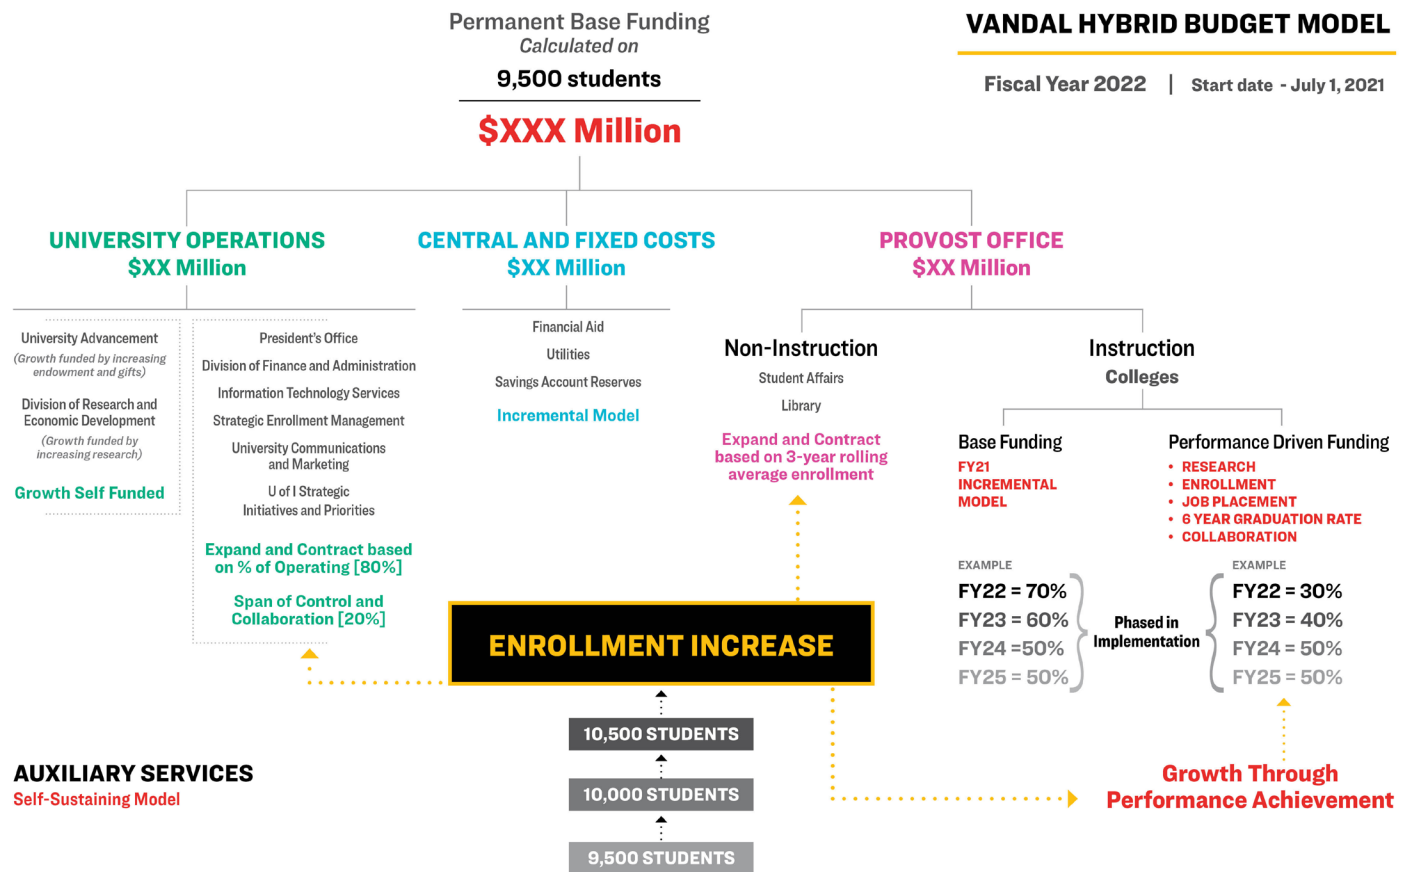 Permanent Base Funding
Calculated on
9,500 students
$XXX Million
VANDAL HYBRID BUDGET MODEL
Fiscal Year 2022 | Start date - July 1, 2021
UNIVERSITY OPERATIONS
$XX Million
University Advancement
(Growth funded by increasing
endowment and gifts)
Division of Research and
Economic Development
(Growth funded by
increasing research)
Growth Self Funded
President's Office
Division of Finance and Administration
Information Technology Services
Strategic Enrollment Management
University Communications
and Marketing
U of I Strategic
Initiatives and Priorities
Expand and Contract based
on % of Operating [80%]
Span of Control and
Collaboration [20%]
CENTRAL AND FIXED COSTS
$XX Million
Financial Aid
Utilities
Savings Account Reserves
Incremental Model
PROVOST OFFICE
$XX Million
Non-Instruction
Student Affairs
Library
Expand and Contract
based on 3-year rolling
average enrollment
Instruction
Colleges
Base Funding
FY21
INCREMENTAL
MODEL
EXAMPLE
FY22 = 70%
FY23 = 60%
FY24 =50%
FY25 = 50%
Phased in
Implementation
Performance Driven Funding
• RESEARCH
• ENROLLMENT
• JOB PLACEMENT
• 6 YEAR GRADUATION RATE
• COLLABORATION
EXAMPLE
FY22 = 30%
FY23 = 40%
FY24 = 50%
FY25 = 50%
ENROLLMENT INCREASE
10,500 STUDENTS
10,000 STUDENTS
9,500 STUDENTS
Growth Through
Performance Achievement
AUXILIARY SERVICES
Self-Sustaining Model